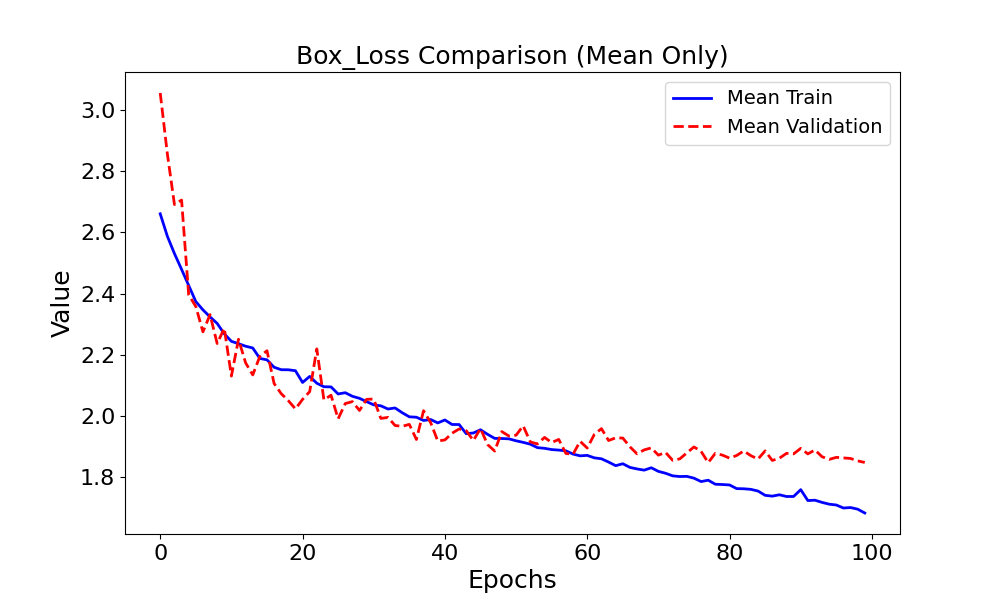 Box_Loss Comparison (Mean Only)
Mean Train
Mean Validation
3.0
2.8
2.6
2.4
2.2
2.0
1.8
Value
0 20 40 60 80 100
Epochs